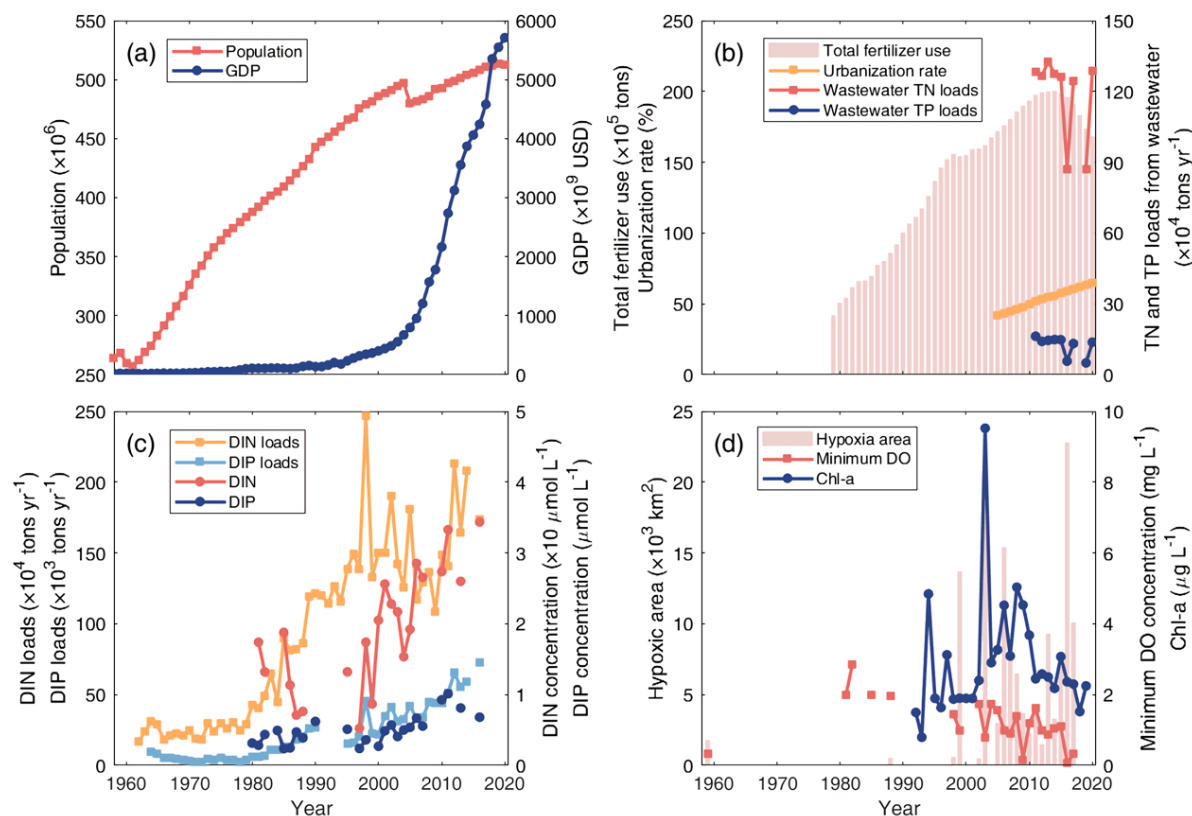 (a)
Population
GDP
Population (×10⁶)
550
500
450
400
350
300
250
GDP (×10⁹ USD)
6000
5000
4000
3000
2000
1000
0
(b)
Total fertilizer use
Urbanization rate
Wastewater TN loads
Wastewater TP loads
Total fertilizer use (×10⁵ tons)
Urbanization rate (%)
250
200
150
100
50
0
TN and TP loads from wastewater
(×10⁴ tons yr⁻¹)
150
120
90
60
30
0
(c)
DIN loads
DIP loads
DIN
DIP
DIN loads (×10⁴ tons yr⁻¹)
DIP loads (×10³ tons yr⁻¹)
250
200
150
100
50
0
DIN concentration (×10 μmol L⁻¹)
DIP concentration (μmol L⁻¹)
5
4
3
2
1
0
1960 1970 1980 1990 2000 2010 2020
Year
(d)
Hypoxia area
Minimum DO
Chl-a
Hypoxic area (×10³ km²)
25
20
15
10
5
0
Minimum DO concentration (mg L⁻¹)
Chl-a (μg L⁻¹)
10
8
6
4
2
0
1960 1970 1980 1990 2000 2010 2020
Year